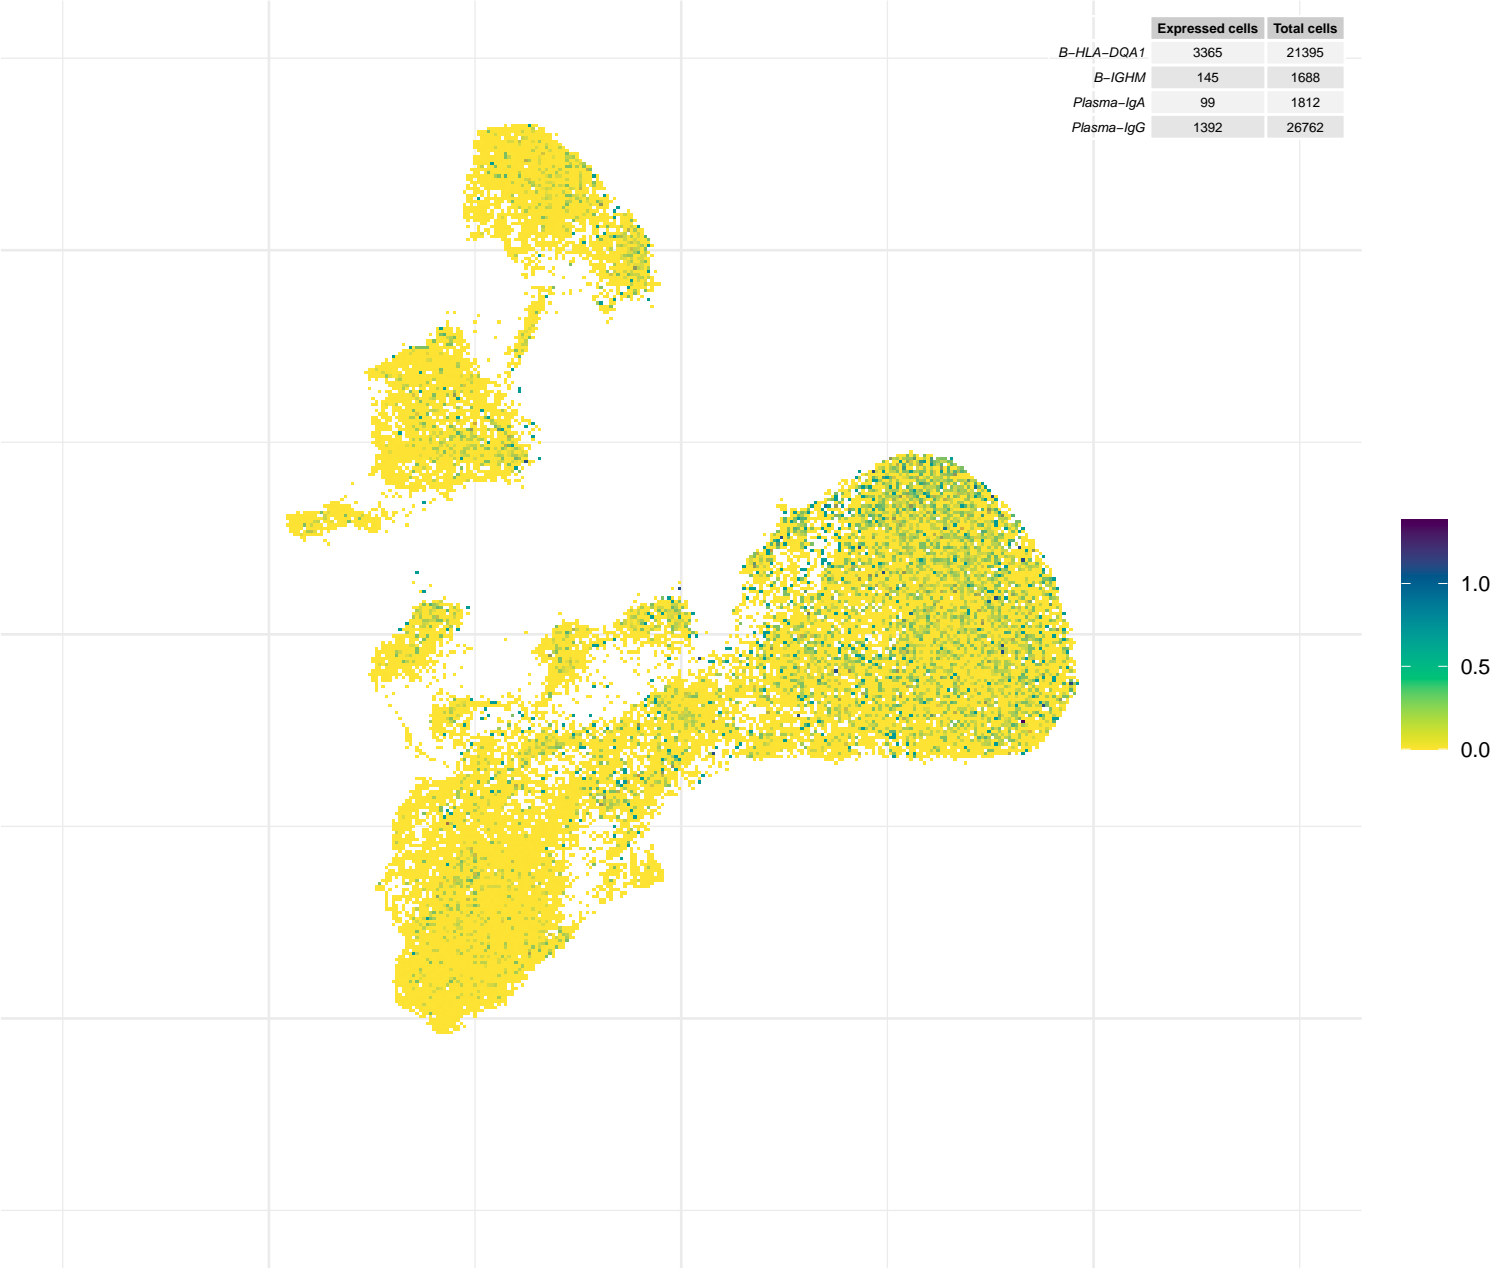 Expressed cells Total cells
B−HLA−DQA1 3365 21395
B−IGHM 145 1688
Plasma−IgA 99 1812
Plasma−IgG 1392 26762
1.0
0.5
0.0